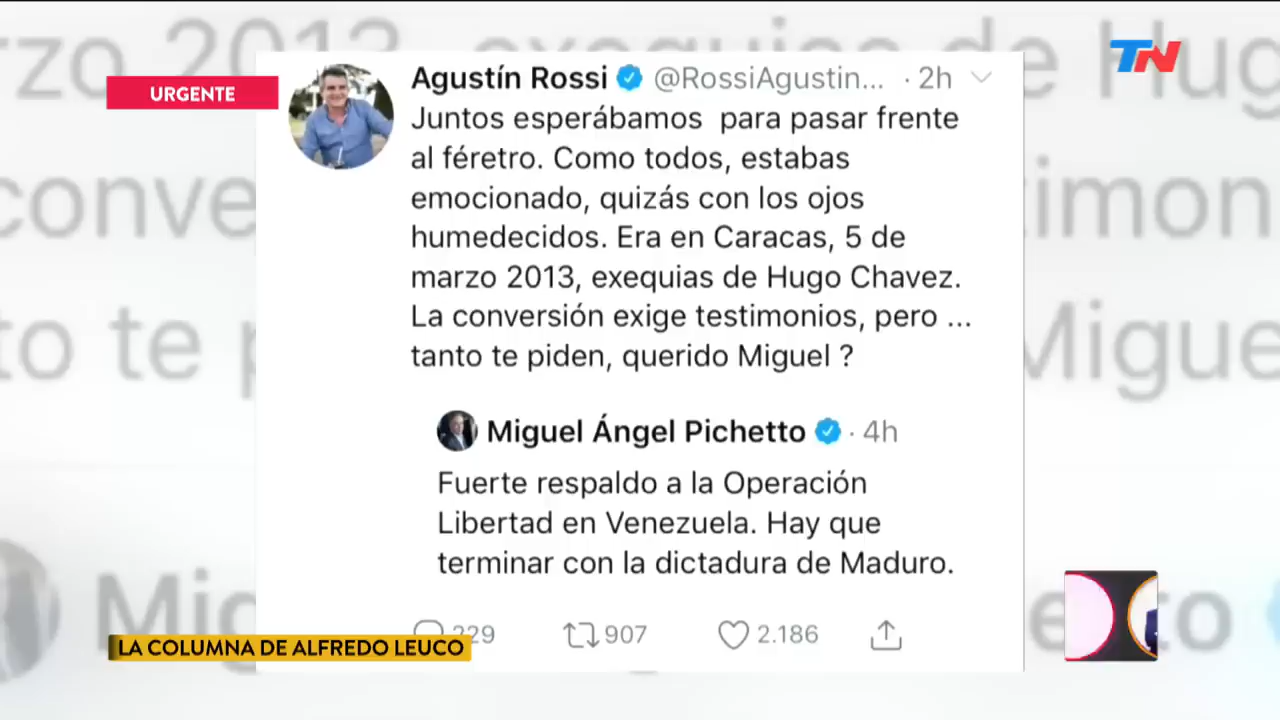 TN
URGENTE
Agustín Rossi @RossiAgustin... · 2h
Juntos esperábamos para pasar frente
al féretro. Como todos, estabas
emocionado, quizás con los ojos
humedecidos. Era en Caracas, 5 de
marzo 2013, exequias de Hugo Chavez.
La conversión exige testimonios, pero ...
tanto te piden, querido Miguel ?
Miguel Ángel Pichetto · 4h
Fuerte respaldo a la Operación
Libertad en Venezuela. Hay que
terminar con la dictadura de Maduro.
229 907 2.186
LA COLUMNA DE ALFREDO LEUCO